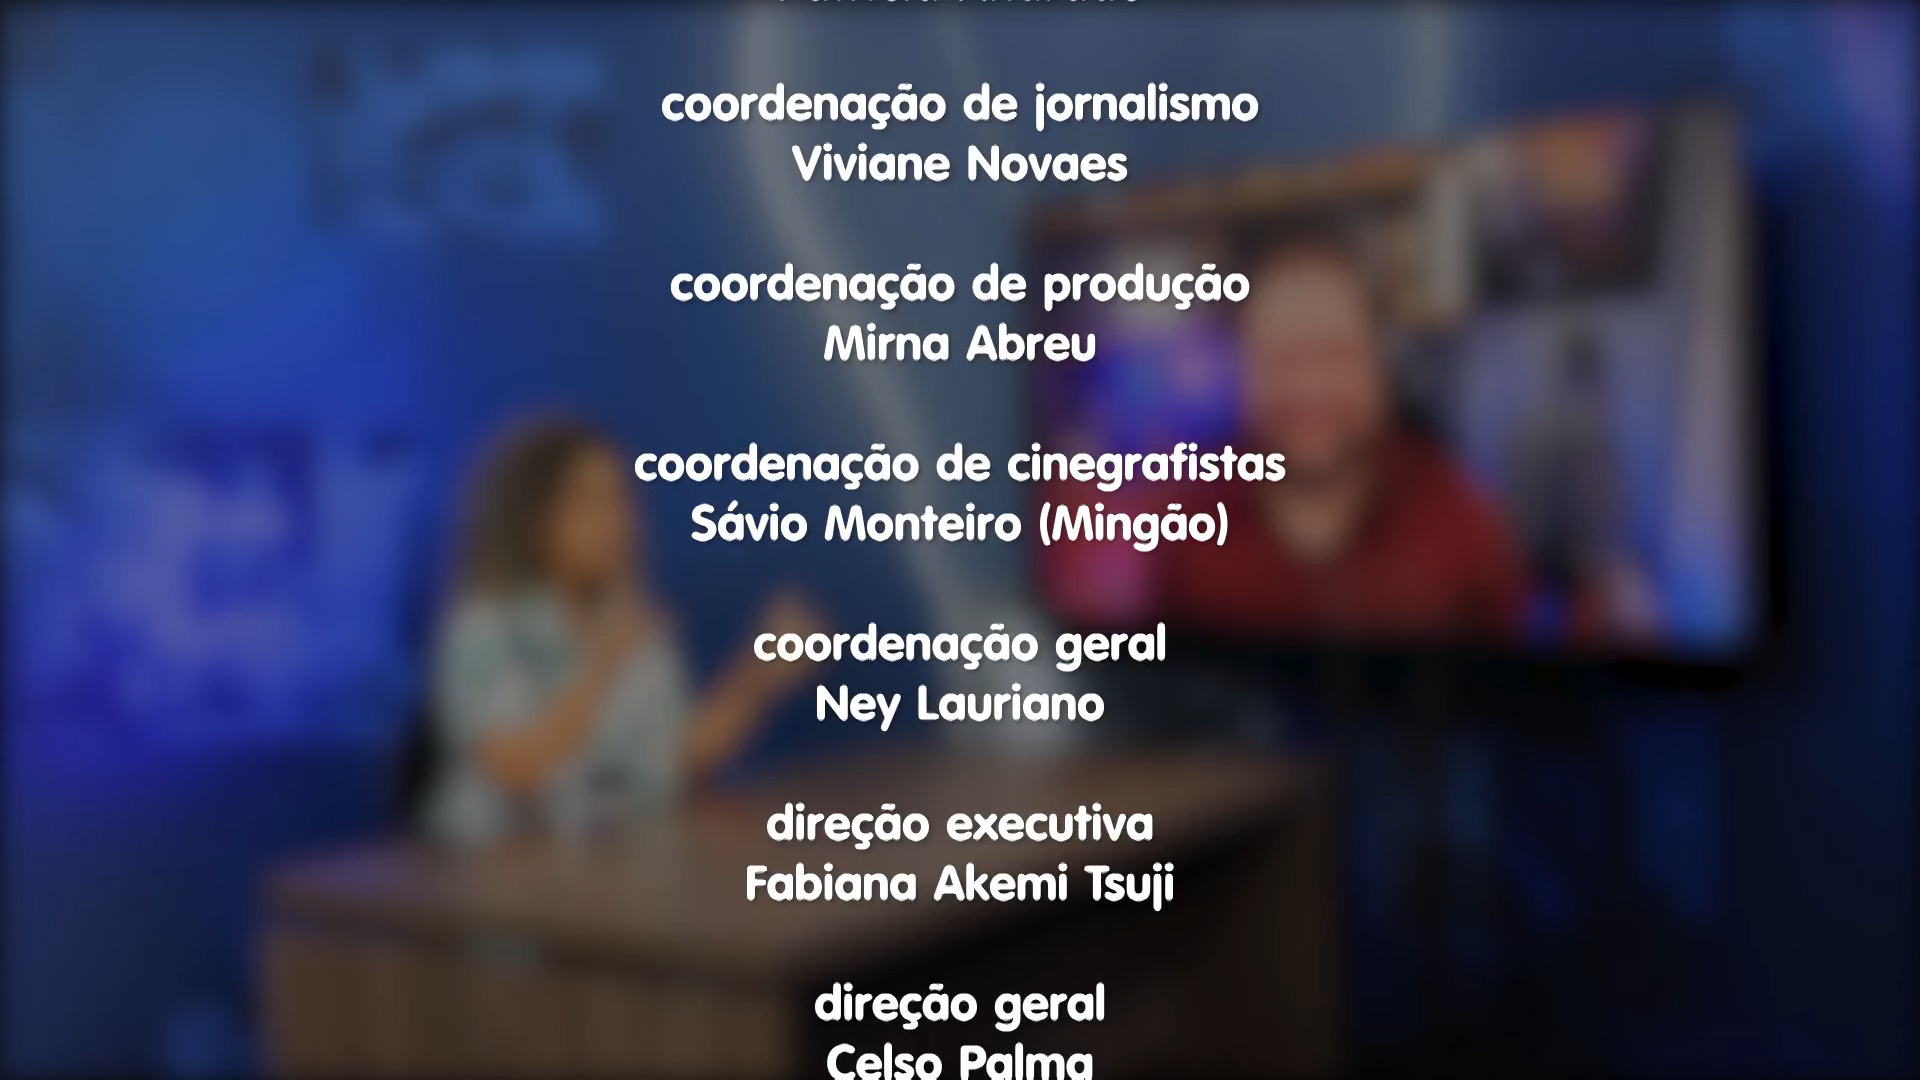 coordenação de jornalismo
Viviane Novaes
coordenação de produção
Mirna Abreu
coordenação de cinegrafistas
Sávio Monteiro (Mingão)
coordenação geral
Ney Lauriano
direção executiva
Fabiana Akemi Tsuji
direção geral
Celso Palma